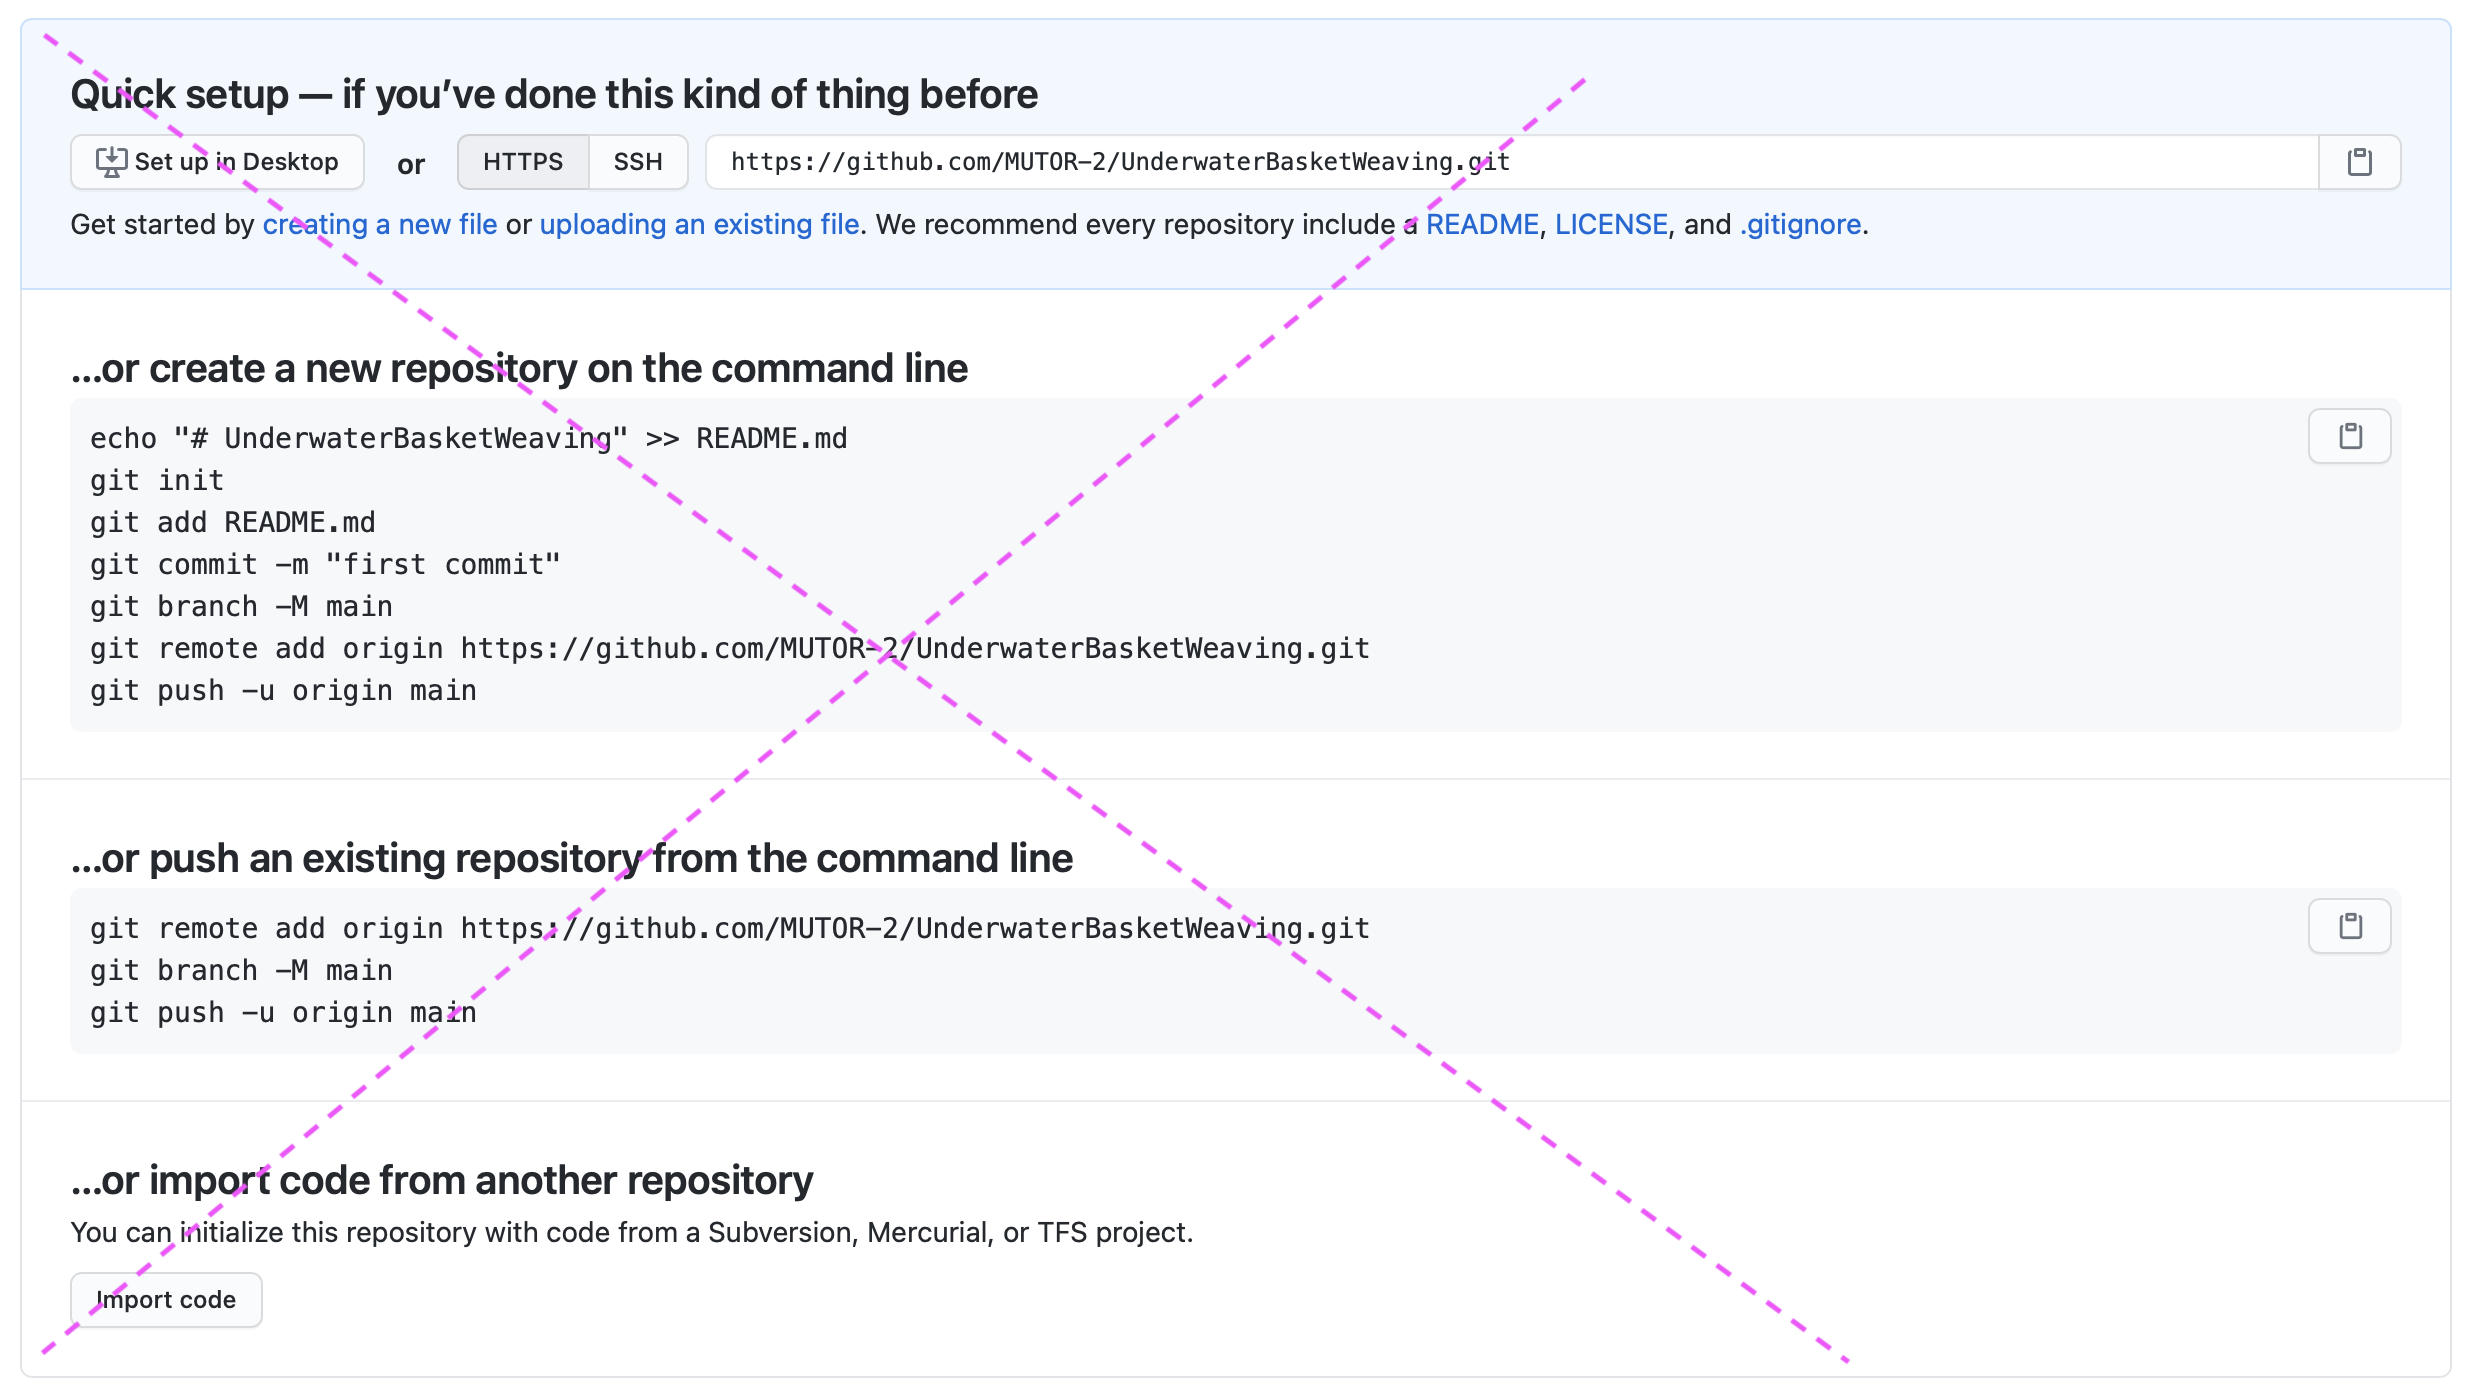 Quick setup — if you’ve done this kind of thing before
Set up in Desktop or HTTPS SSH https://github.com/MUTOR-2/UnderwaterBasketWeaving.git
Get started by creating a new file or uploading an existing file. We recommend every repository include a README, LICENSE, and .gitignore.
…or create a new repository on the command line
echo "# UnderwaterBasketWeaving" >> README.md
git init
git add README.md
git commit -m "first commit"
git branch -M main
git remote add origin https://github.com/MUTOR-2/UnderwaterBasketWeaving.git
git push -u origin main
…or push an existing repository from the command line
git remote add origin https://github.com/MUTOR-2/UnderwaterBasketWeaving.git
git branch -M main
git push -u origin main
…or import code from another repository
You can initialize this repository with code from a Subversion, Mercurial, or TFS project.
Import code